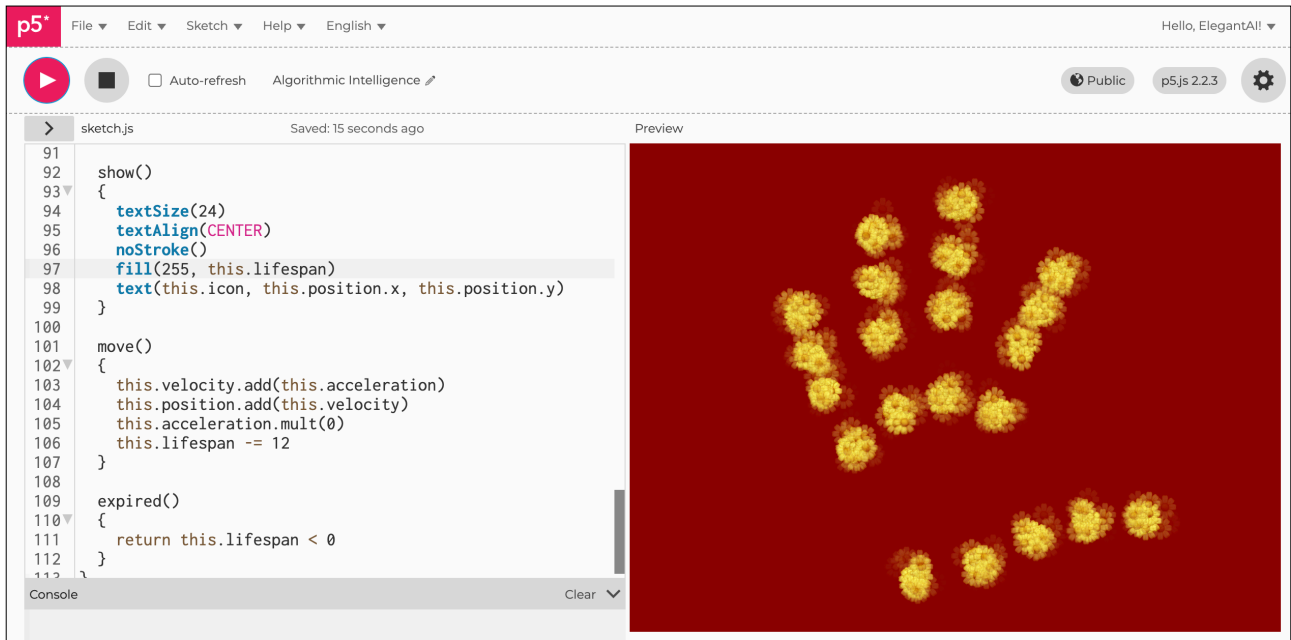 p5* File Edit Sketch Help English Hello, ElegantAI!
Auto-refresh Algorithmic Intelligence Public p5.js 2.2.3
sketch.js Saved: 15 seconds ago Preview
91
92 show()
93 {
94 textSize(24)
95 textAlign(CENTER)
96 noStroke()
97 fill(255, this.lifespan)
98 text(this.icon, this.position.x, this.position.y)
99 }
100
101 move()
102 {
103 this.velocity.add(this.acceleration)
104 this.position.add(this.velocity)
105 this.acceleration.mult(0)
106 this.lifespan -= 12
107 }
108
109 expired()
110 {
111 return this.lifespan < 0
112 }
113 }
Console Clear